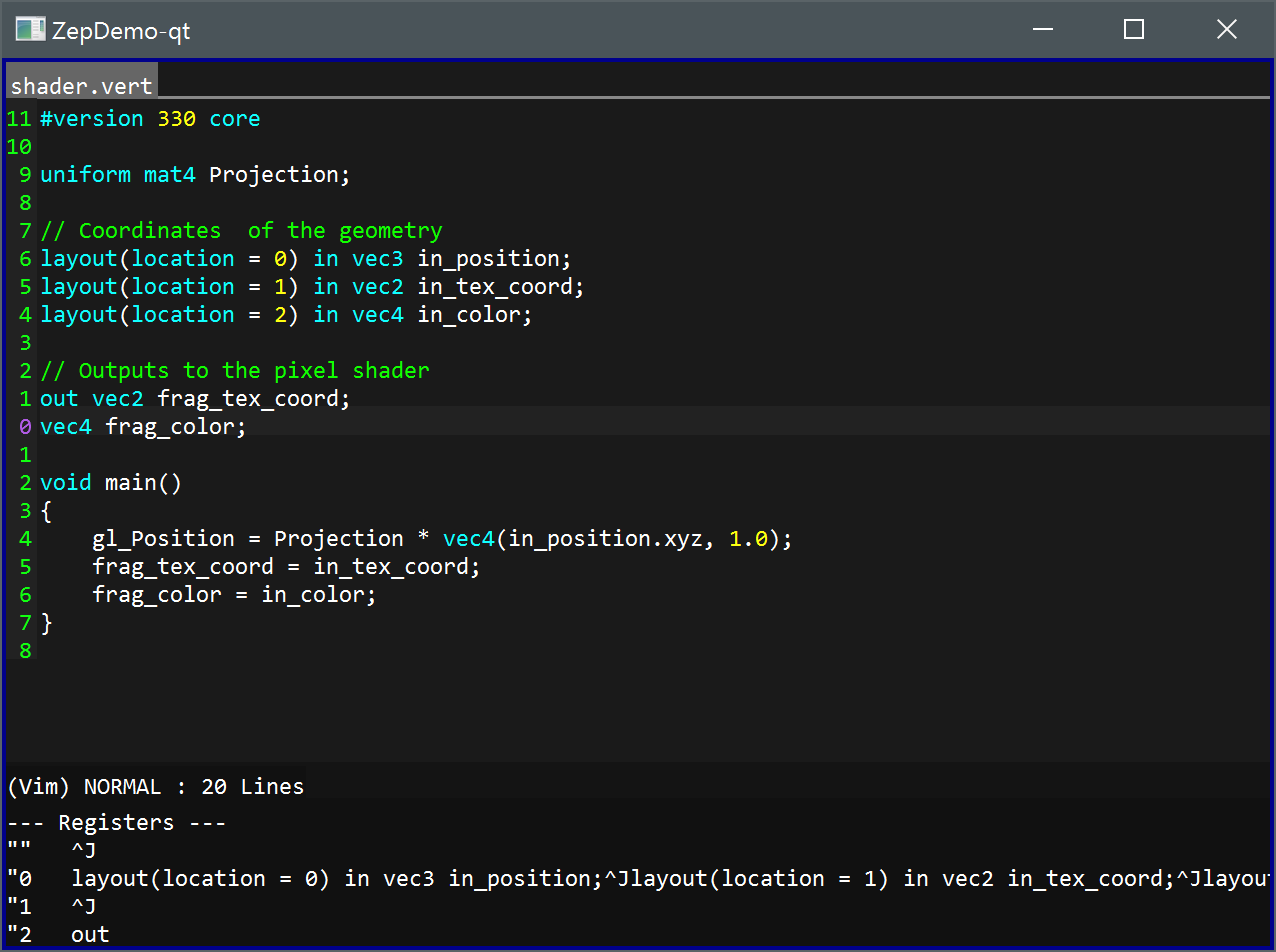 ZepDemo-qt
shader.vert
11 #version 330 core
10
9 uniform mat4 Projection;
8
7 // Coordinates  of the geometry
6 layout(location = 0) in vec3 in_position;
5 layout(location = 1) in vec2 in_tex_coord;
4 layout(location = 2) in vec4 in_color;
3
2 // Outputs to the pixel shader
1 out vec2 frag_tex_coord;
0 vec4 frag_color;
1
2 void main()
3 {
4     gl_Position = Projection * vec4(in_position.xyz, 1.0);
5     frag_tex_coord = in_tex_coord;
6     frag_color = in_color;
7 }
8
(Vim) NORMAL : 20 Lines
--- Registers ---
""   ^J
"0   layout(location = 0) in vec3 in_position;^Jlayout(location = 1) in vec2 in_tex_coord;^Jlayou
"1   ^J
"2   out